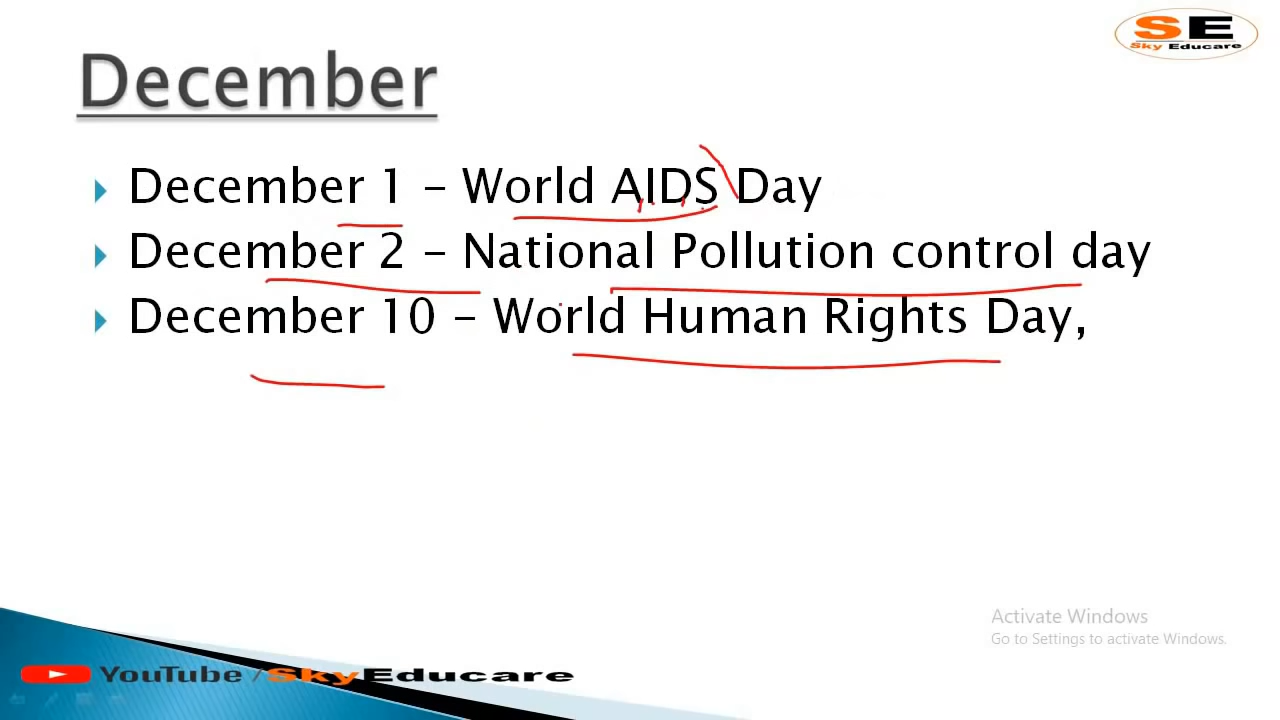 SE
Sky Educare
December
December 1 – World AIDS Day
December 2 – National Pollution control day
December 10 – World Human Rights Day,
Activate Windows
Go to Settings to activate Windows.
YouTube /SkyEducare